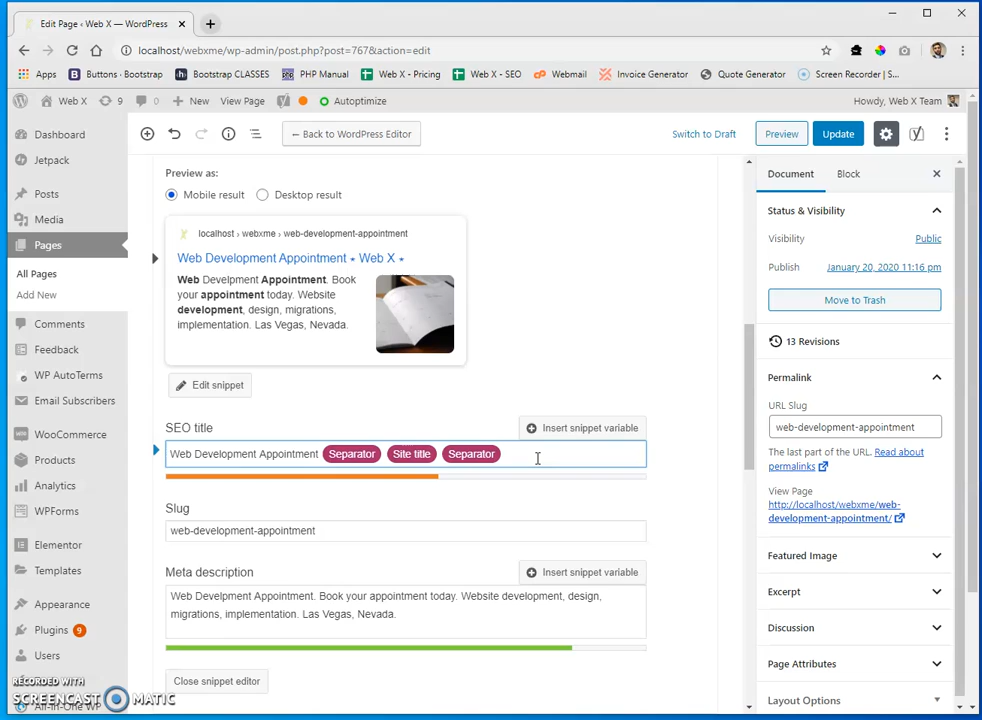 Edit Page ‹ Web X — WordPress
localhost/webxme/wp-admin/post.php?post=767&action=edit
Apps Buttons · Bootstrap Bootstrap CLASSES PHP Manual Web X - Pricing Web X - SEO Webmail Invoice Generator Quote Generator Screen Recorder | S...
Web X 9 0 New View Page Autoptimize Howdy, Web X Team
← Back to WordPress Editor Switch to Draft Preview Update
Dashboard
Jetpack
Posts
Media
Pages
All Pages
Add New
Comments
Feedback
WP AutoTerms
Email Subscribers
WooCommerce
Products
Analytics
WPForms
Elementor
Templates
Appearance
Plugins 9
Users
All-in-One WP
RECORDED WITH
SCREENCAST MATIC
Preview as:
Mobile result Desktop result
localhost › webxme › web-development-appointment
Web Development Appointment ⋆ Web X ⋆
Web Develpment Appointment. Book
your appointment today. Website
development, design, migrations,
implementation. Las Vegas, Nevada.
Edit snippet
SEO title Insert snippet variable
Web Development Appointment Separator Site title Separator
Slug
web-development-appointment
Meta description Insert snippet variable
Web Develpment Appointment. Book your appointment today. Website development, design,
migrations, implementation. Las Vegas, Nevada.
Close snippet editor
Document Block
Status & Visibility
Visibility Public
Publish January 20, 2020 11:16 pm
Move to Trash
13 Revisions
Permalink
URL Slug
web-development-appointment
The last part of the URL. Read about
permalinks
View Page
http://localhost/webxme/web-
development-appointment/
Featured Image
Excerpt
Discussion
Page Attributes
Layout Options